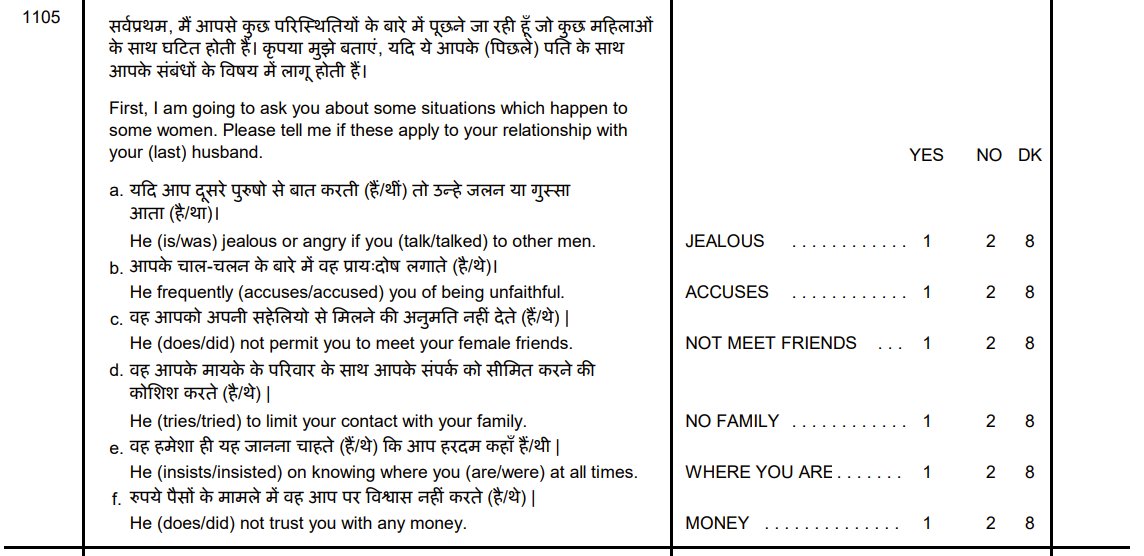 1105
सर्वप्रथम, मैं आपसे कुछ परिस्थितियों के बारे में पूछने जा रही हूँ जो कुछ महिलाओं
के साथ घटित होती हैं। कृपया मुझे बताएं, यदि ये आपके (पिछले) पति के साथ
आपके संबंधों के विषय में लागू होती हैं।
First, I am going to ask you about some situations which happen to
some women. Please tell me if these apply to your relationship with
your (last) husband.
YES NO DK
a. यदि आप दूसरे पुरुषो से बात करती (हैं/थीं) तो उन्हे जलन या गुस्सा
आता (है/था)।
He (is/was) jealous or angry if you (talk/talked) to other men.
JEALOUS . . . . . . . . . . . . 1 2 8
b. आपके चाल-चलन के बारे में वह प्रायःदोष लगाते (है/थे)।
He frequently (accuses/accused) you of being unfaithful.
ACCUSES . . . . . . . . . . . . 1 2 8
c. वह आपको अपनी सहेलियो से मिलने की अनुमति नहीं देते (हैं/थे) |
He (does/did) not permit you to meet your female friends.
NOT MEET FRIENDS . . . 1 2 8
d. वह आपके मायके के परिवार के साथ आपके संपर्क को सीमित करने की
कोशिश करते (है/थे) |
He (tries/tried) to limit your contact with your family.
NO FAMILY . . . . . . . . . . . . 1 2 8
e. वह हमेशा ही यह जानना चाहते (हैं/थे) कि आप हरदम कहाँ हैं/थी |
He (insists/insisted) on knowing where you (are/were) at all times.
WHERE YOU ARE . . . . . . . 1 2 8
f. रुपये पैसों के मामले में वह आप पर विश्वास नहीं करते (है/थे) |
He (does/did) not trust you with any money.
MONEY . . . . . . . . . . . . . . 1 2 8